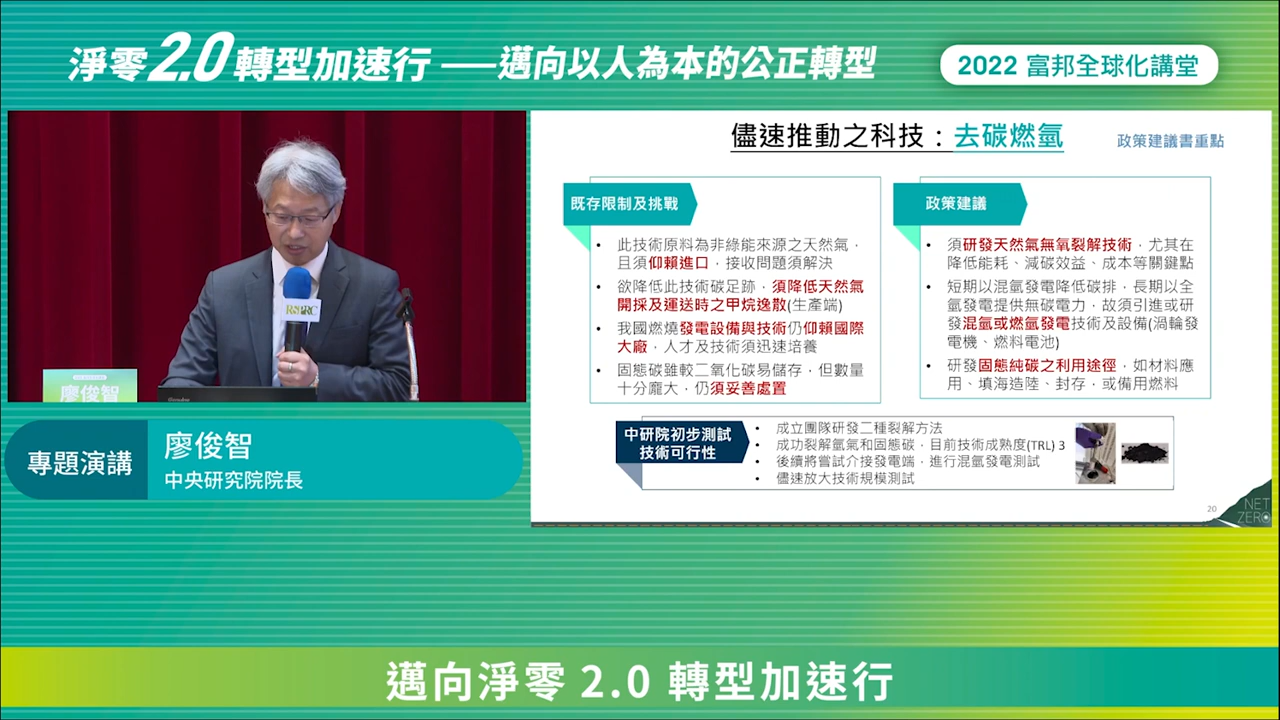 淨零2.0轉型加速行——邁向以人為本的公正轉型
2022 富邦全球化講堂
廖俊智
RSPRC
專題演講
廖俊智
中央研究院院長
儘速推動之科技：去碳燃氫
政策建議書重點
既存限制及挑戰
• 此技術原料為非綠能來源之天然氣，
且須仰賴進口，接收問題須解決
• 欲降低此技術碳足跡，須降低天然氣
開採及運送時之甲烷逸散(生產端)
• 我國燃燒發電設備與技術仍仰賴國際
大廠，人才及技術須迅速培養
• 固態碳雖較二氧化碳易儲存，但數量
十分龐大，仍須妥善處置
政策建議
• 須研發天然氣無氧裂解技術，尤其在
降低能耗、減碳效益、成本等關鍵點
• 短期以混氫發電降低碳排，長期以全
氫發電提供無碳電力，故須引進或研
發混氫或燃氫發電技術及設備(渦輪發
電機、燃料電池)
• 研發固態純碳之利用途徑，如材料應
用、填海造陸、封存，或備用燃料
中研院初步測試
技術可行性
• 成立團隊研發二種裂解方法
• 成功裂解氫氣和固態碳，目前技術成熟度(TRL) 3
• 後續將嘗試介接發電端，進行混氫發電測試
• 儘速放大技術規模測試
20
NET
ZERO
邁向淨零 2.0 轉型加速行